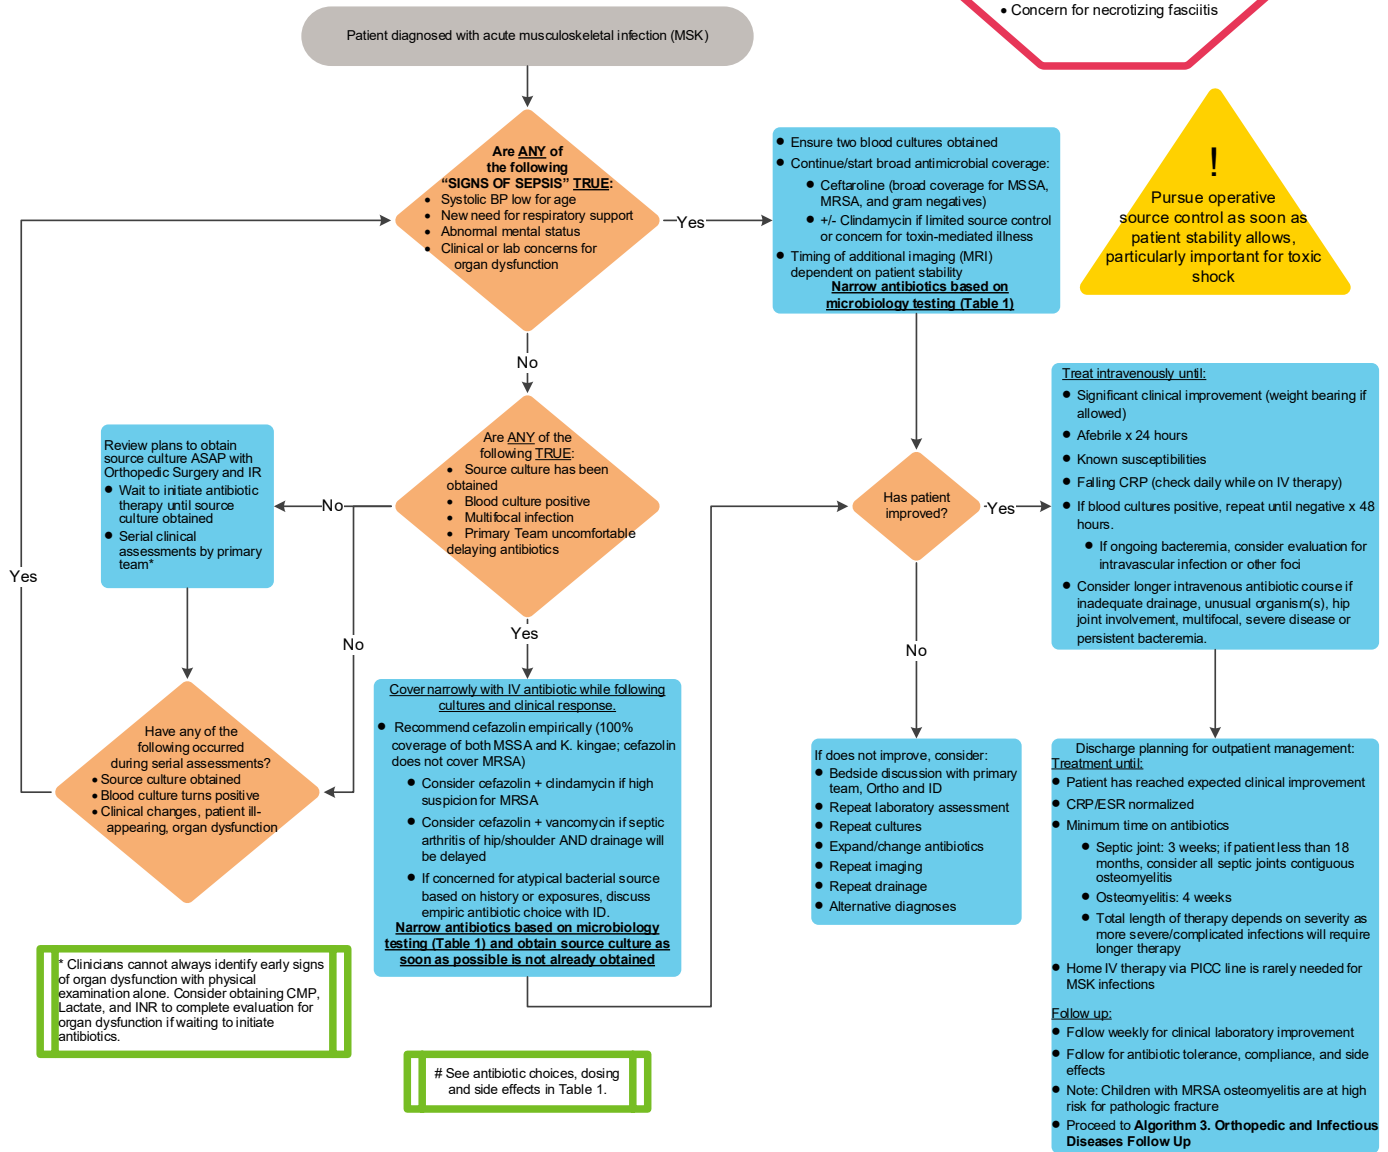 • Concern for necrotizing fasciitis
Patient diagnosed with acute musculoskeletal infection (MSK)
Are ANY of
the following
“SIGNS OF SEPSIS” TRUE:
• Systolic BP low for age
• New need for respiratory support
• Abnormal mental status
• Clinical or lab concerns for
organ dysfunction
Yes
• Ensure two blood cultures obtained
• Continue/start broad antimicrobial coverage:
• Ceftaroline (broad coverage for MSSA,
MRSA, and gram negatives)
• +/- Clindamycin if limited source control
or concern for toxin-mediated illness
• Timing of additional imaging (MRI)
dependent on patient stability
Narrow antibiotics based on
microbiology testing (Table 1)
!
Pursue operative
source control as soon as
patient stability allows,
particularly important for toxic
shock
No
Are ANY of the
following TRUE:
• Source culture has been
obtained
• Blood culture positive
• Multifocal infection
• Primary Team uncomfortable
delaying antibiotics
No
Review plans to obtain
source culture ASAP with
Orthopedic Surgery and IR
• Wait to initiate antibiotic
therapy until source
culture obtained
• Serial clinical
assessments by primary
team*
Yes
No
Have any of the
following occurred
during serial assessments?
• Source culture obtained
• Blood culture turns positive
• Clinical changes, patient ill-
appearing, organ dysfunction
Yes
Cover narrowly with IV antibiotic while following
cultures and clinical response.
• Recommend cefazolin empirically (100%
coverage of both MSSA and K. kingae; cefazolin
does not cover MRSA)
• Consider cefazolin + clindamycin if high
suspicion for MRSA
• Consider cefazolin + vancomycin if septic
arthritis of hip/shoulder AND drainage will
be delayed
• If concerned for atypical bacterial source
based on history or exposures, discuss
empiric antibiotic choice with ID.
Narrow antibiotics based on microbiology
testing (Table 1) and obtain source culture as
soon as possible is not already obtained
Has patient
improved?
Yes
Treat intravenously until:
• Significant clinical improvement (weight bearing if
allowed)
• Afebrile x 24 hours
• Known susceptibilities
• Falling CRP (check daily while on IV therapy)
• If blood cultures positive, repeat until negative x 48
hours.
• If ongoing bacteremia, consider evaluation for
intravascular infection or other foci
• Consider longer intravenous antibiotic course if
inadequate drainage, unusual organism(s), hip
joint involvement, multifocal, severe disease or
persistent bacteremia.
No
If does not improve, consider:
• Bedside discussion with primary
team, Ortho and ID
• Repeat laboratory assessment
• Repeat cultures
• Expand/change antibiotics
• Repeat imaging
• Repeat drainage
• Alternative diagnoses
Discharge planning for outpatient management:
Treatment until:
• Patient has reached expected clinical improvement
• CRP/ESR normalized
• Minimum time on antibiotics
• Septic joint: 3 weeks; if patient less than 18
months, consider all septic joints contiguous
osteomyelitis
• Osteomyelitis: 4 weeks
• Total length of therapy depends on severity as
more severe/complicated infections will require
longer therapy
• Home IV therapy via PICC line is rarely needed for
MSK infections
Follow up:
• Follow weekly for clinical laboratory improvement
• Follow for antibiotic tolerance, compliance, and side
effects
• Note: Children with MRSA osteomyelitis are at high
risk for pathologic fracture
• Proceed to Algorithm 3. Orthopedic and Infectious
Diseases Follow Up
* Clinicians cannot always identify early signs
of organ dysfunction with physical
examination alone. Consider obtaining CMP,
Lactate, and INR to complete evaluation for
organ dysfunction if waiting to initiate
antibiotics.
# See antibiotic choices, dosing
and side effects in Table 1.